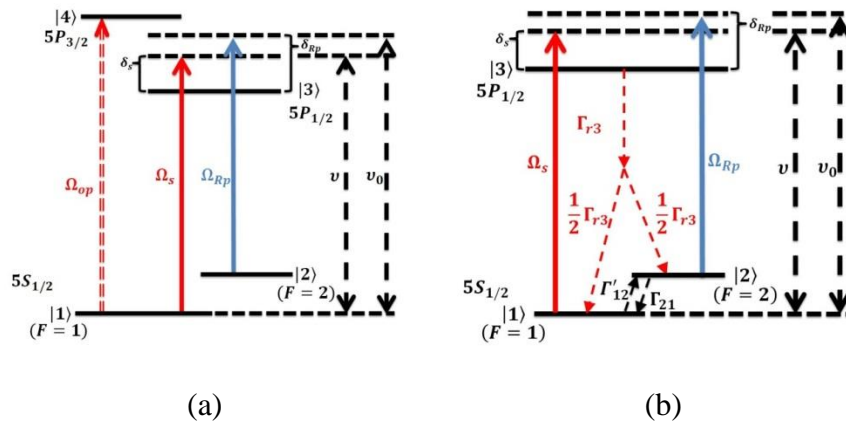 |4⟩
5P3/2
δs
δRp
|3⟩
5P1/2
Ωop
Ωs
ΩRp
υ
υ0
5S1/2
|2⟩
(F = 2)
|1⟩
(F = 1)
(a)
δs
δRp
|3⟩
5P1/2
Γr3
Ωs
ΩRp
υ
υ0
1/2 Γr3
1/2 Γr3
5S1/2
Γ'12
Γ21
|2⟩
(F = 2)
|1⟩
(F = 1)
(b)